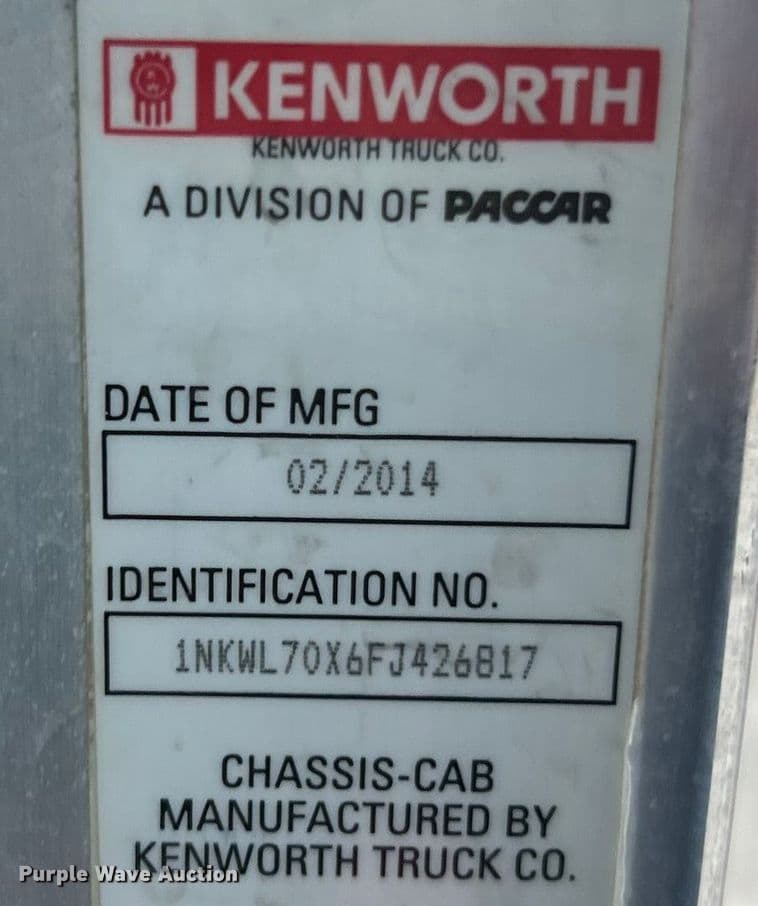 KENWORTH
KENWORTH TRUCK CO.
A DIVISION OF PACCAR
DATE OF MFG
02/2014
IDENTIFICATION NO.
1NKWL70X6FJ426817
CHASSIS-CAB
MANUFACTURED BY
KENWORTH TRUCK CO.
Purple Wave Auction